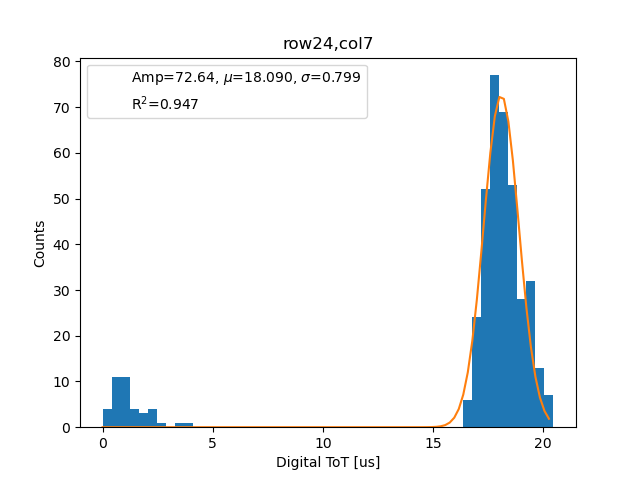 row24,col7
Amp=72.64, μ=18.090, σ=0.799
R²=0.947
80
70
60
50
40
30
20
10
0
Counts
0 5 10 15 20
Digital ToT [us]